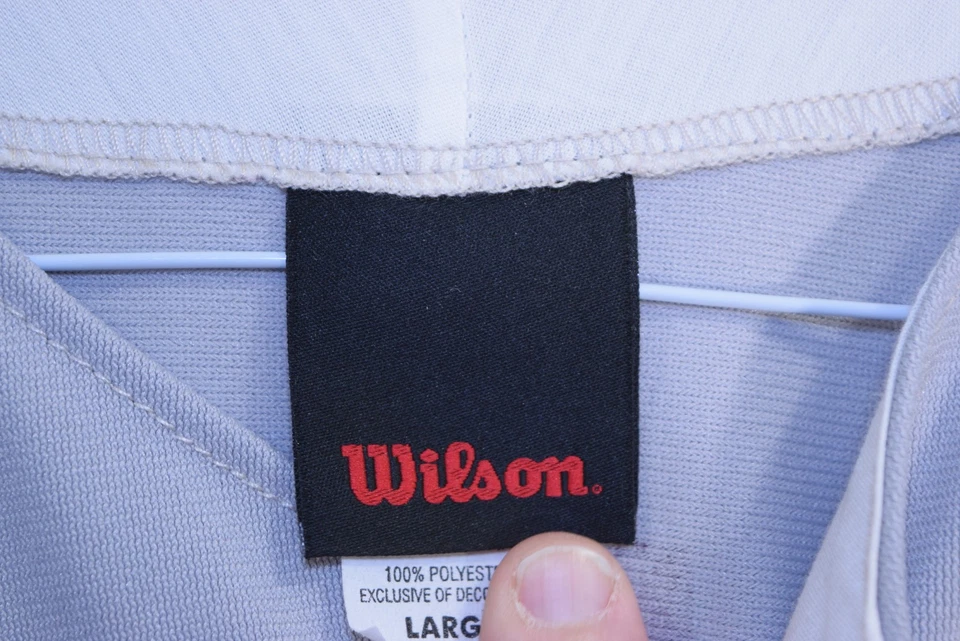 Wilson.
100% POLYEST
EXCLUSIVE OF DECO
LARG